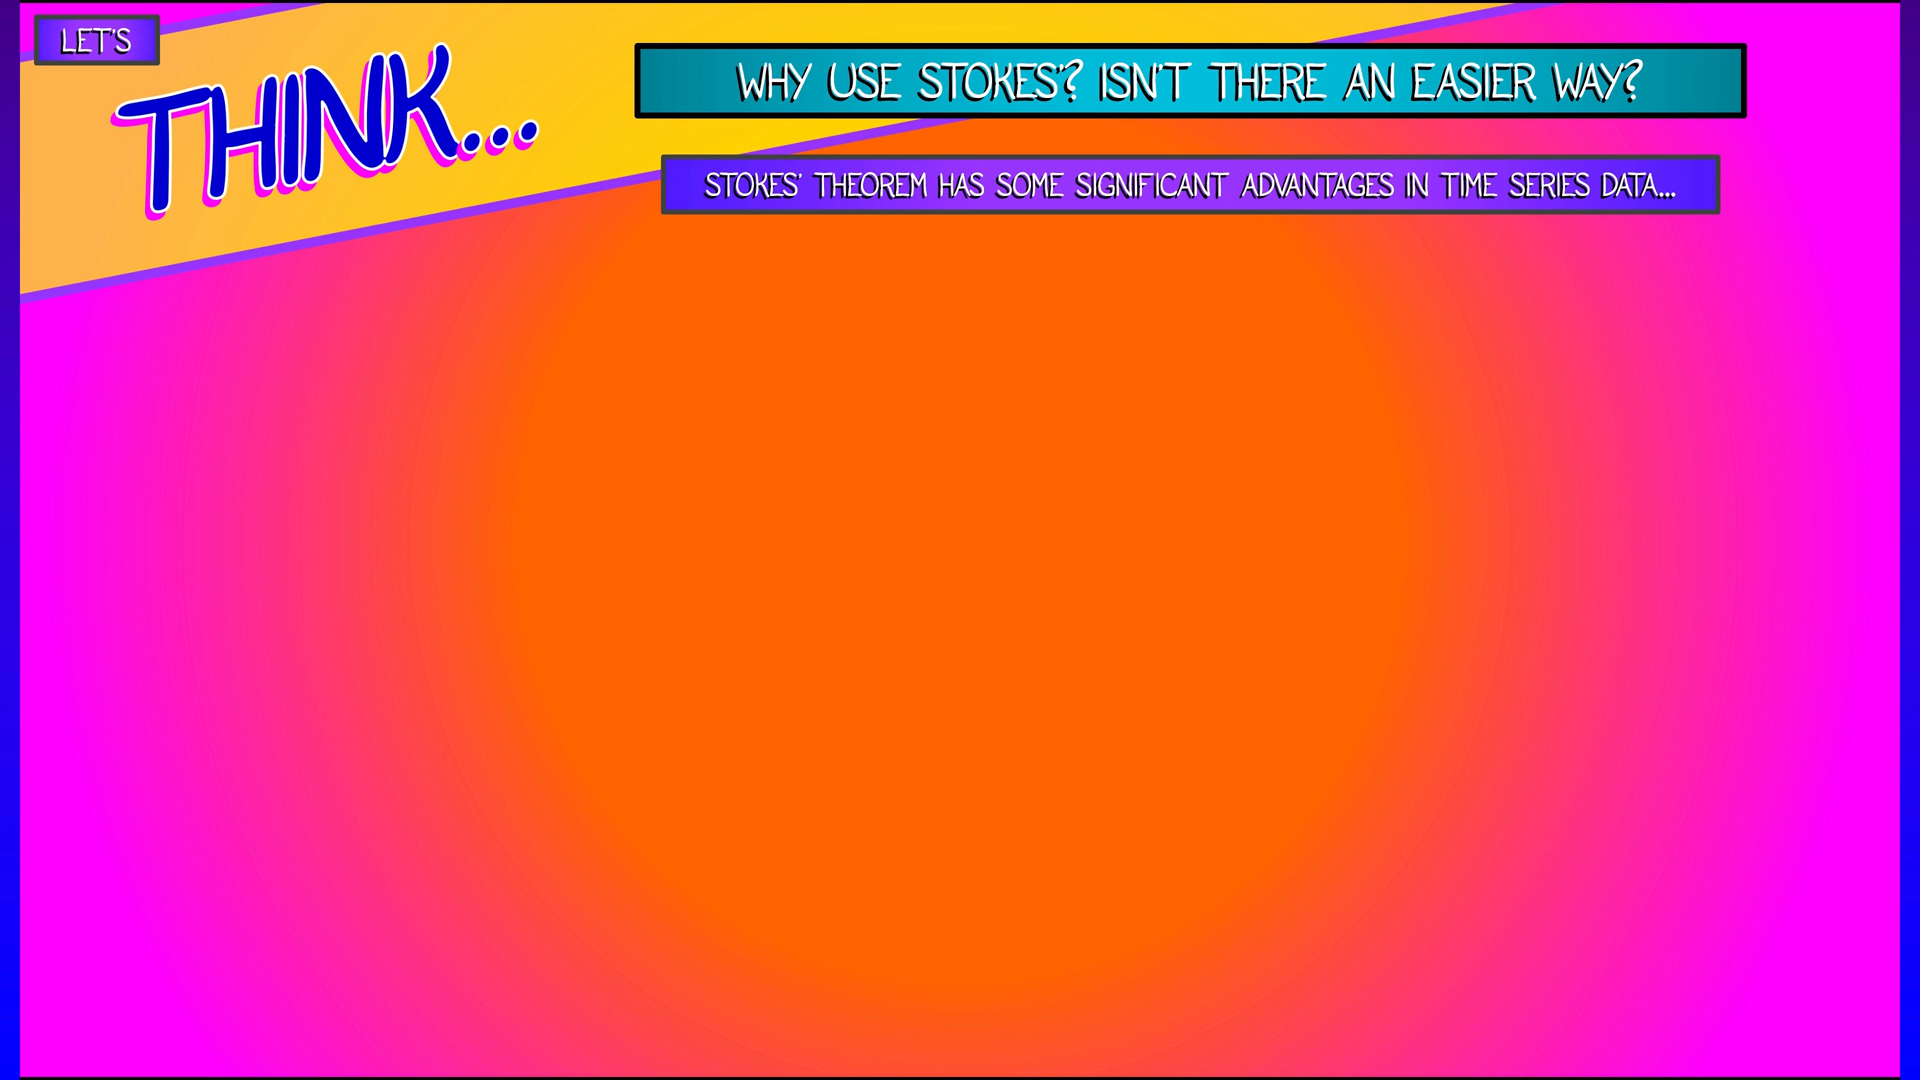 LET'S
THINK...
WHY USE STOKES'? ISN'T THERE AN EASIER WAY?
STOKES' THEOREM HAS SOME SIGNIFICANT ADVANTAGES IN TIME SERIES DATA...